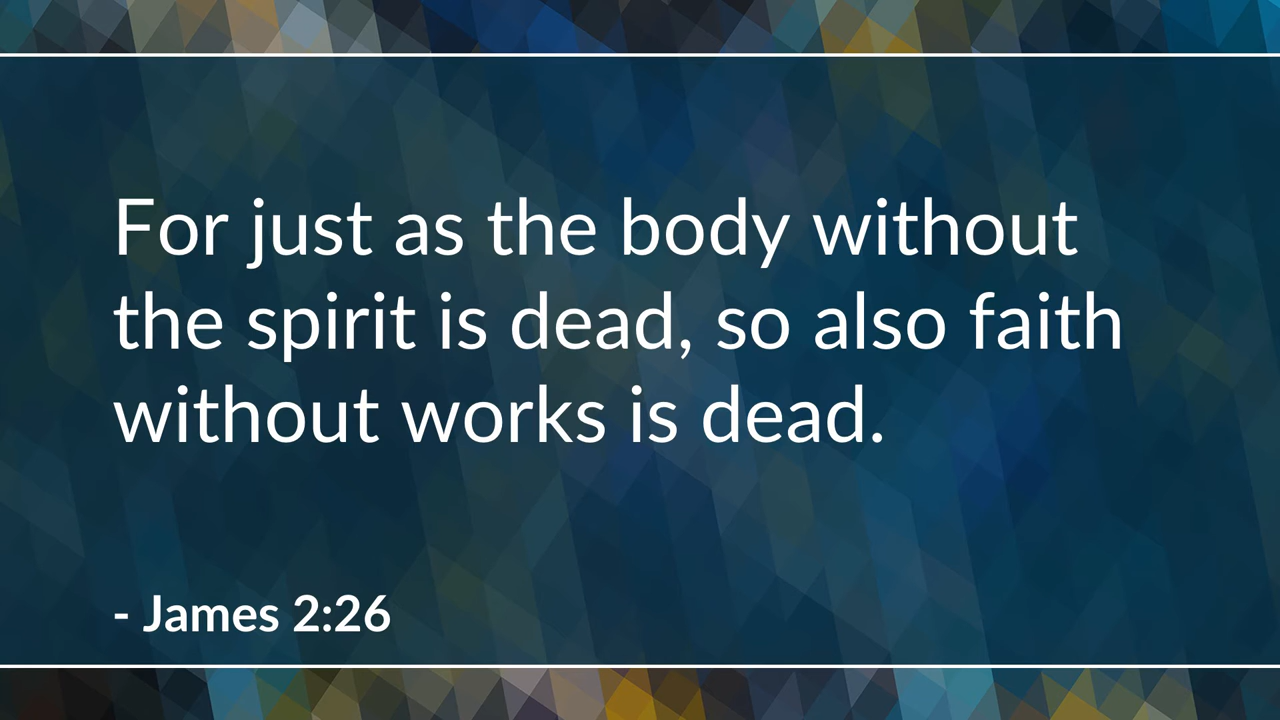 For just as the body without
the spirit is dead, so also faith
without works is dead.
- James 2:26